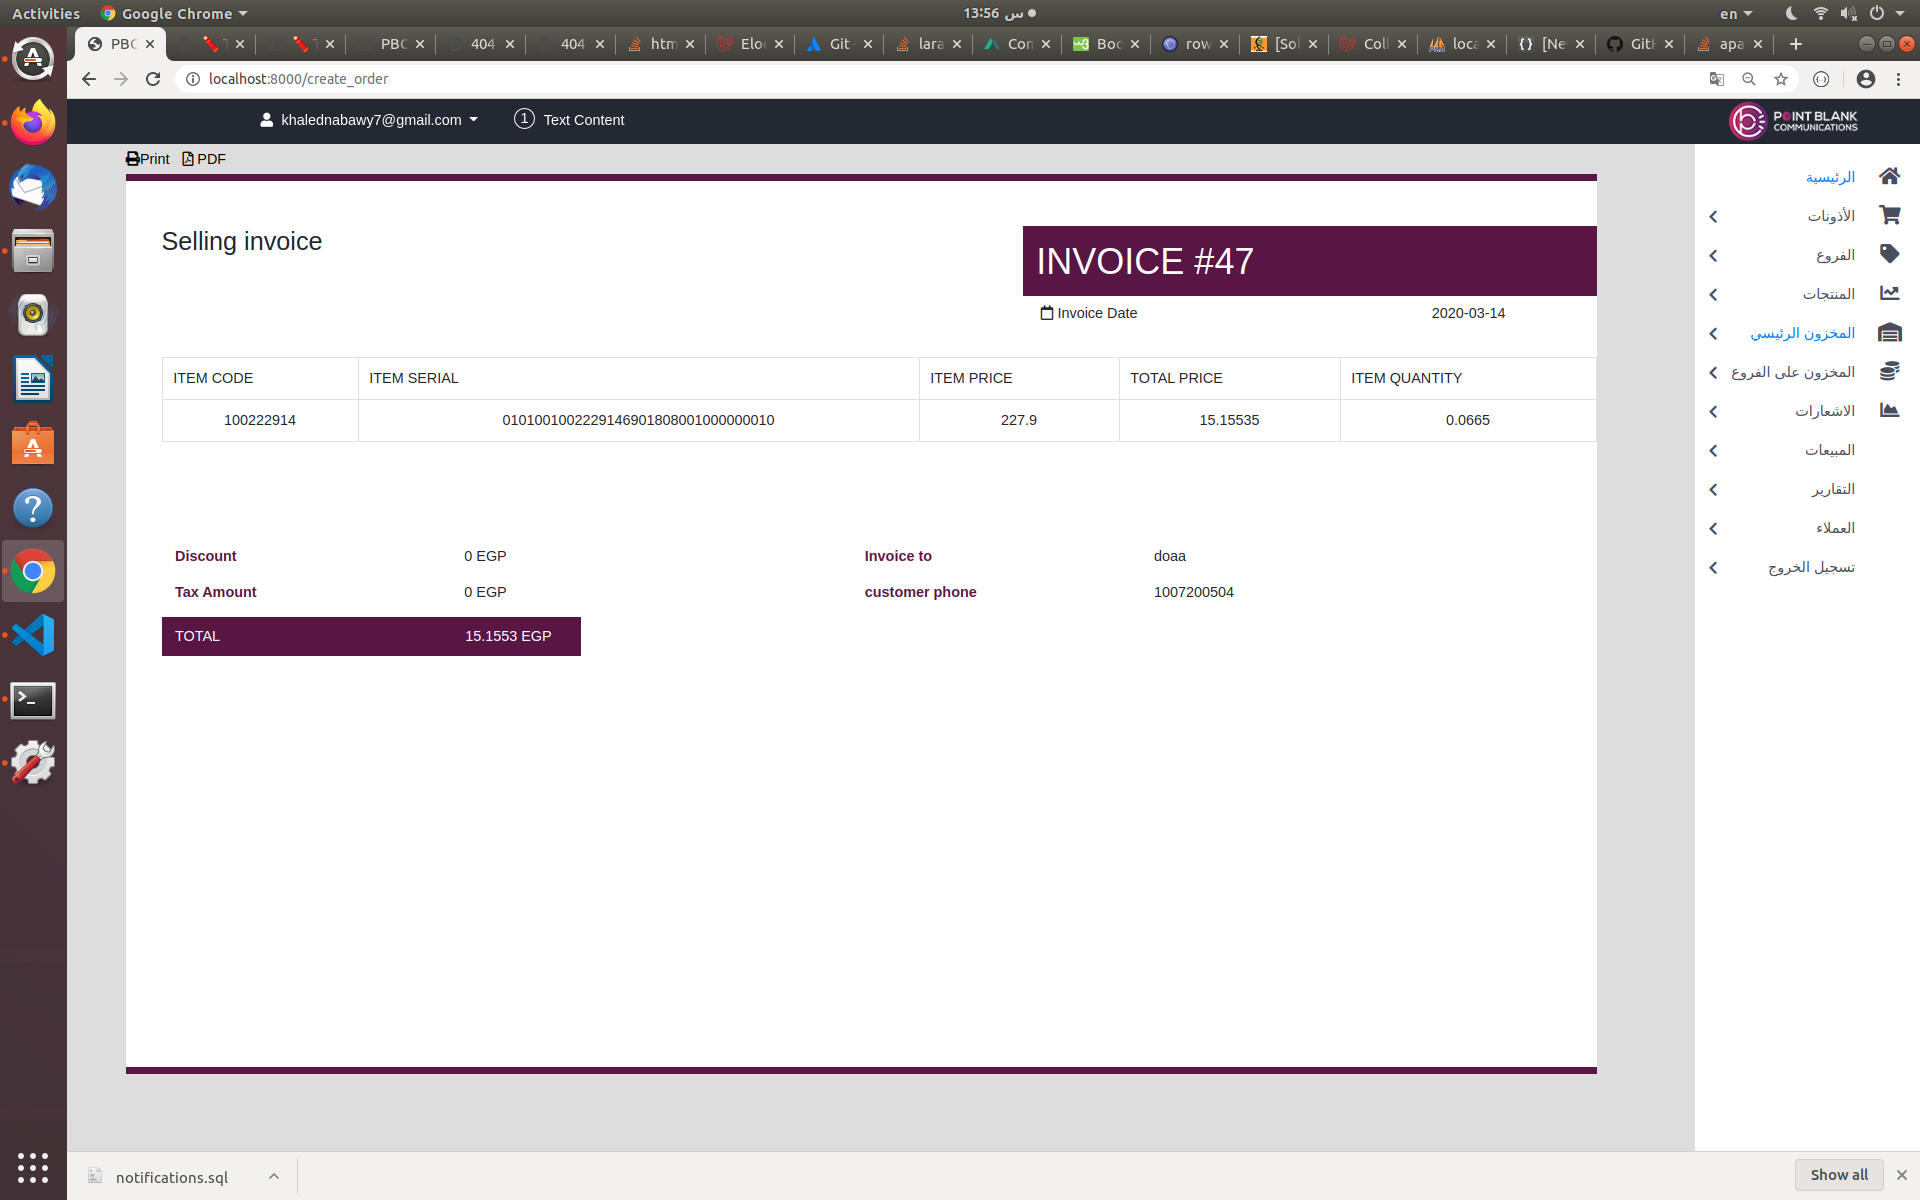 Activities Google Chrome س 13:56 en
PBC PBC 404 404 htm Eloc Git lara Con Boo row [Sol Coll loca [Ne GitH apa
localhost:8000/create_order
khalednabawy7@gmail.com 1 Text Content POINT BLANK
COMMUNICATIONS
Print PDF
Selling invoice
INVOICE #47
Invoice Date 2020-03-14
ITEM CODE ITEM SERIAL ITEM PRICE TOTAL PRICE ITEM QUANTITY
100222914 0101001002229146901808001000000010 227.9 15.15535 0.0665
Discount 0 EGP Invoice to doaa
Tax Amount 0 EGP customer phone 1007200504
TOTAL 15.1553 EGP
الرئيسية
الأذونات
الفروع
المنتجات
المخزون الرئيسي
المخزون على الفروع
الاشعارات
المبيعات
التقارير
العملاء
تسجيل الخروج
notifications.sql Show all